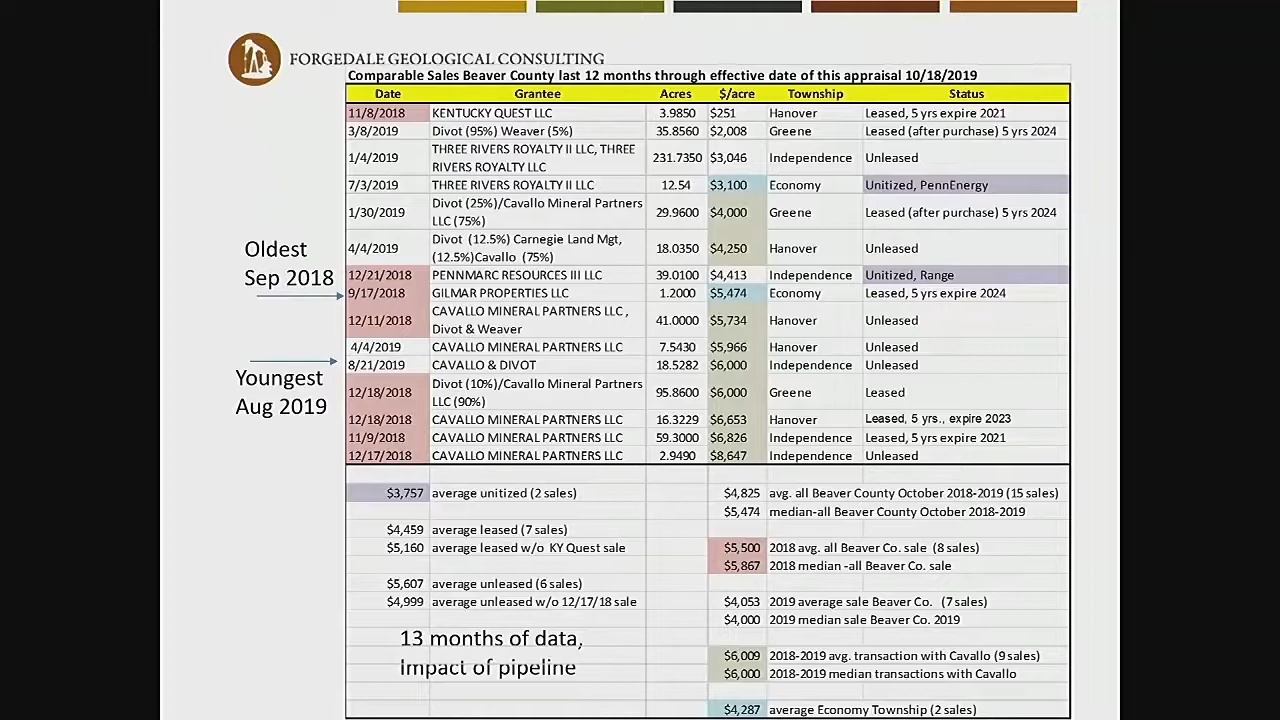 FORGEDALE GEOLOGICAL CONSULTING
Comparable Sales Beaver County last 12 months through effective date of this appraisal 10/18/2019
Date Grantee Acres $/acre Township Status
11/8/2018 KENTUCKY QUEST LLC 3.9850 $251 Hanover Leased, 5 yrs expire 2021
3/8/2019 Divot (95%) Weaver (5%) 35.8560 $2,008 Greene Leased (after purchase) 5 yrs 2024
1/4/2019 THREE RIVERS ROYALTY II LLC, THREE RIVERS ROYALTY LLC 231.7350 $3,046 Independence Unleased
7/3/2019 THREE RIVERS ROYALTY II LLC 12.54 $3,100 Economy Unitized, PennEnergy
1/30/2019 Divot (25%)/Cavallo Mineral Partners LLC (75%) 29.9600 $4,000 Greene Leased (after purchase) 5 yrs 2024
4/4/2019 Divot (12.5%) Carnegie Land Mgt, (12.5%)Cavallo (75%) 18.0350 $4,250 Hanover Unleased
12/21/2018 PENNMARC RESOURCES III LLC 39.0100 $4,413 Independence Unitized, Range
9/17/2018 GILMAR PROPERTIES LLC 1.2000 $5,474 Economy Leased, 5 yrs expire 2024
12/11/2018 CAVALLO MINERAL PARTNERS LLC , Divot & Weaver 41.0000 $5,734 Hanover Unleased
4/4/2019 CAVALLO MINERAL PARTNERS LLC 7.5430 $5,966 Hanover Unleased
8/21/2019 CAVALLO & DIVOT 18.5282 $6,000 Independence Unleased
12/18/2018 Divot (10%)/Cavallo Mineral Partners LLC (90%) 95.8600 $6,000 Greene Leased
12/18/2018 CAVALLO MINERAL PARTNERS LLC 16.3229 $6,653 Hanover Leased, 5 yrs., expire 2023
11/9/2018 CAVALLO MINERAL PARTNERS LLC 59.3000 $6,826 Independence Leased, 5 yrs expire 2021
12/17/2018 CAVALLO MINERAL PARTNERS LLC 2.9490 $8,647 Independence Unleased
Oldest
Sep 2018
Youngest
Aug 2019
$3,757 average unitized (2 sales) $4,825 avg. all Beaver County October 2018-2019 (15 sales)
$5,474 median-all Beaver County October 2018-2019
$4,459 average leased (7 sales)
$5,160 average leased w/o KY Quest sale $5,500 2018 avg. all Beaver Co. sale (8 sales)
$5,867 2018 median -all Beaver Co. sale
$5,607 average unleased (6 sales)
$4,999 average unleased w/o 12/17/18 sale $4,053 2019 average sale Beaver Co. (7 sales)
$4,000 2019 median sale Beaver Co. 2019
13 months of data,
impact of pipeline
$6,009 2018-2019 avg. transaction with Cavallo (9 sales)
$6,000 2018-2019 median transactions with Cavallo
$4,287 average Economy Township (2 sales)